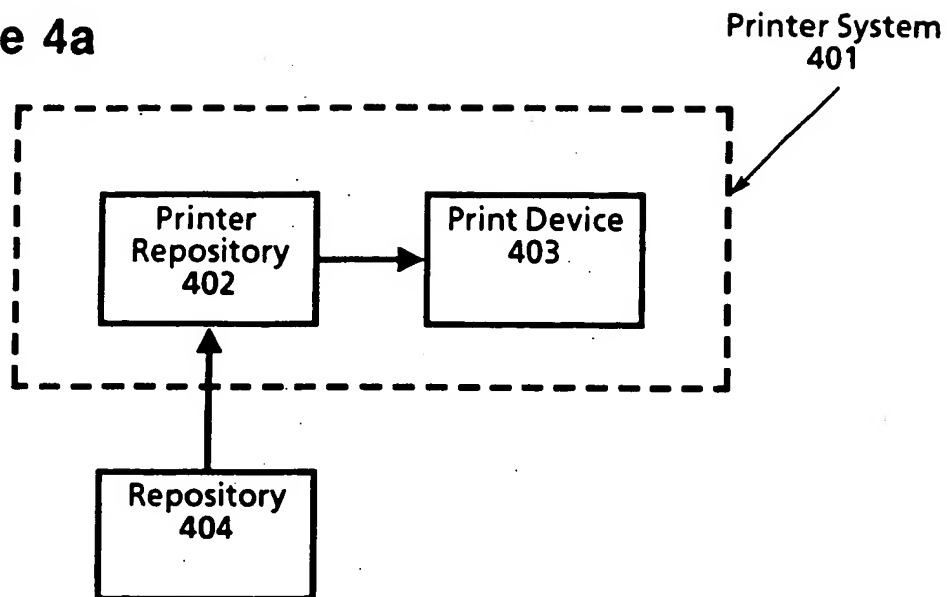 e 4a
Printer System
401
Printer
Repository
402
Print Device
403
Repository
404